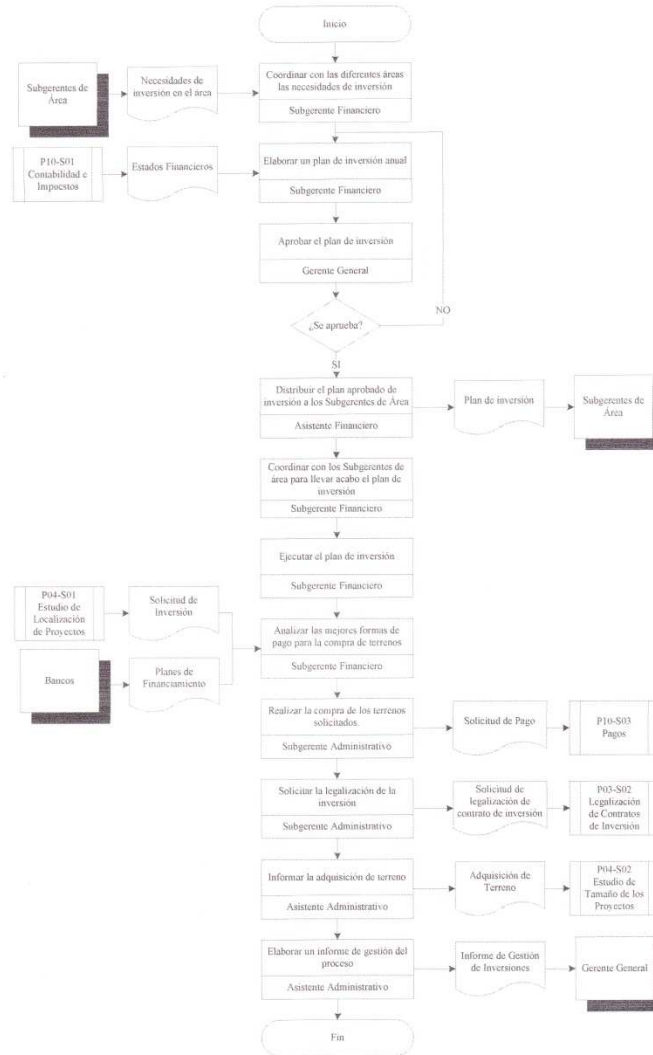 Inicio
Subgerentes de
Área
Necesidades de
inversión en el área
Coordinar con las diferentes áreas
las necesidades de inversión
Subgerente Financiero
P10-S01
Contabilidad e
Impuestos
Estados Financieros
Elaborar un plan de inversión anual
Subgerente Financiero
Aprobar el plan de inversión
Gerente General
¿Se aprueba?
NO
SI
Distribuir el plan aprobado de
inversión a los Subgerentes de Área
Asistente Financiero
Plan de inversión
Subgerentes de
Área
Coordinar con los Subgerentes de
área para llevar acabo el plan de
inversión
Subgerente Financiero
Ejecutar el plan de inversión
Subgerente Financiero
P04-S01
Estudio de
Localización
de Proyectos
Solicitud de
Inversión
Bancos
Planes de
Financiamiento
Analizar las mejores formas de
pago para la compra de terrenos
Subgerente Financiero
Realizar la compra de los terrenos
solicitados.
Subgerente Administrativo
Solicitud de Pago
P10-S03
Pagos
Solicitar la legalización de la
inversión
Subgerente Administrativo
Solicitud de
legalización de
contrato de inversión
P03-S02
Legalización
de Contratos
de Inversión
Informar la adquisición de terreno
Asistente Administrativo
Adquisición de
Terreno
P04-S02
Estudio de
Tamaño de los
Proyectos
Elaborar un informe de gestión del
proceso
Asistente Administrativo
Informe de Gestión
de Inversiones
Gerente General
Fin